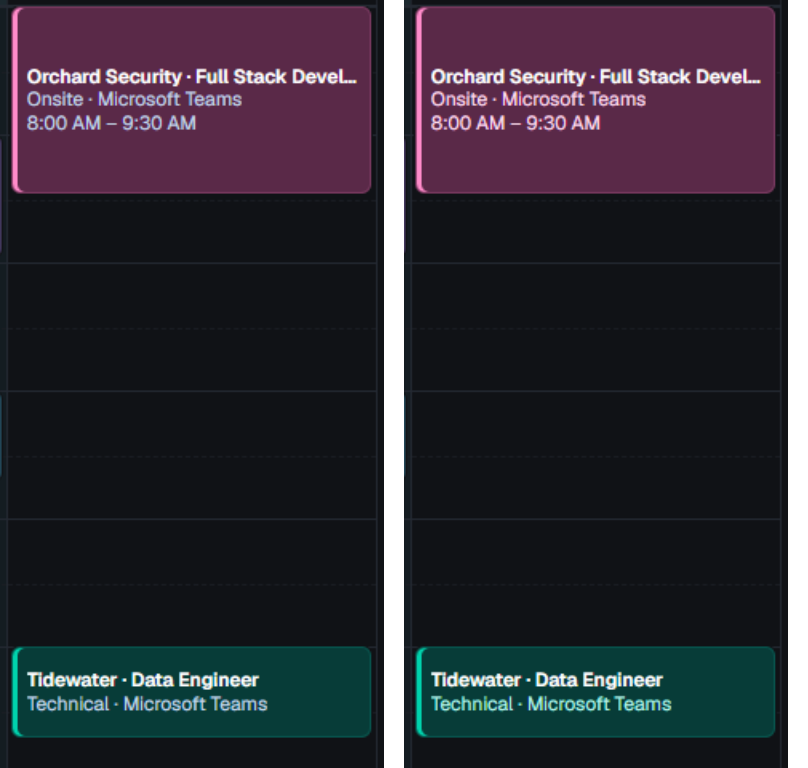 Orchard Security · Full Stack Devel...
Onsite · Microsoft Teams
8:00 AM – 9:30 AM
Tidewater · Data Engineer
Technical · Microsoft Teams
Orchard Security · Full Stack Devel...
Onsite · Microsoft Teams
8:00 AM – 9:30 AM
Tidewater · Data Engineer
Technical · Microsoft Teams